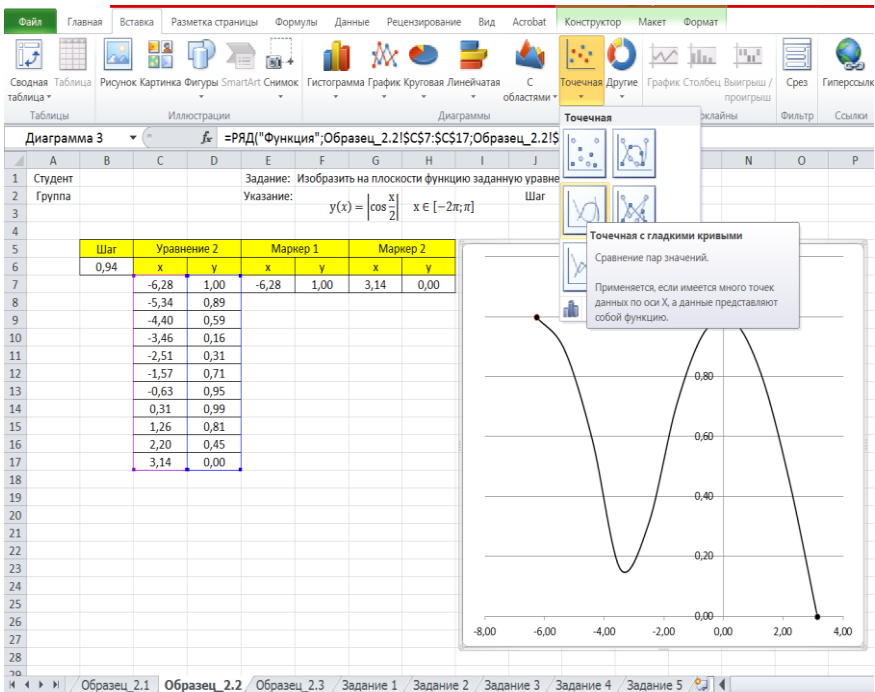 Файл Главная Вставка Разметка страницы Формулы Данные Рецензирование Вид Acrobat Конструктор Макет Формат
Сводная таблица Таблица Рисунок Картинка Фигуры SmartArt Снимок Гистограмма График Круговая Линейчатая С областями Точечная Другие График Столбец Выигрыш / проигрыш Срез Гиперссылк
Таблицы Иллюстрации Диаграммы Фильтр Ссылки
Точечная
Диаграмма 3 fx =РЯД("Функция";Образец_2.2!$C$7:$C$17;Образец_2.2!$
A B C D E F G H I J N O P
1 Студент Задание: Изобразить на плоскости функцию заданную уравне
2 Группа Указание: y(x) = |cos x/2| x ∈ [−2π; π] Шаг
3
4
5 Шаг Уравнение 2 Маркер 1 Маркер 2
6 0,94 x y x y x y
7 -6,28 1,00 -6,28 1,00 3,14 0,00
8 -5,34 0,89
9 -4,40 0,59
10 -3,46 0,16
11 -2,51 0,31
12 -1,57 0,71
13 -0,63 0,95
14 0,31 0,99
15 1,26 0,81
16 2,20 0,45
17 3,14 0,00
18
19
20
21
22
23
24
25
26
27
28
29
Точечная с гладкими кривыми
Сравнение пар значений.
Применяется, если имеется много точек
данных по оси X, а данные представляют
собой функцию.
0,80
0,60
0,40
0,20
0,00
-8,00 -6,00 -4,00 -2,00 0,00 2,00 4,00
Образец_2.1 Образец_2.2 Образец_2.3 Задание 1 Задание 2 Задание 3 Задание 4 Задание 5